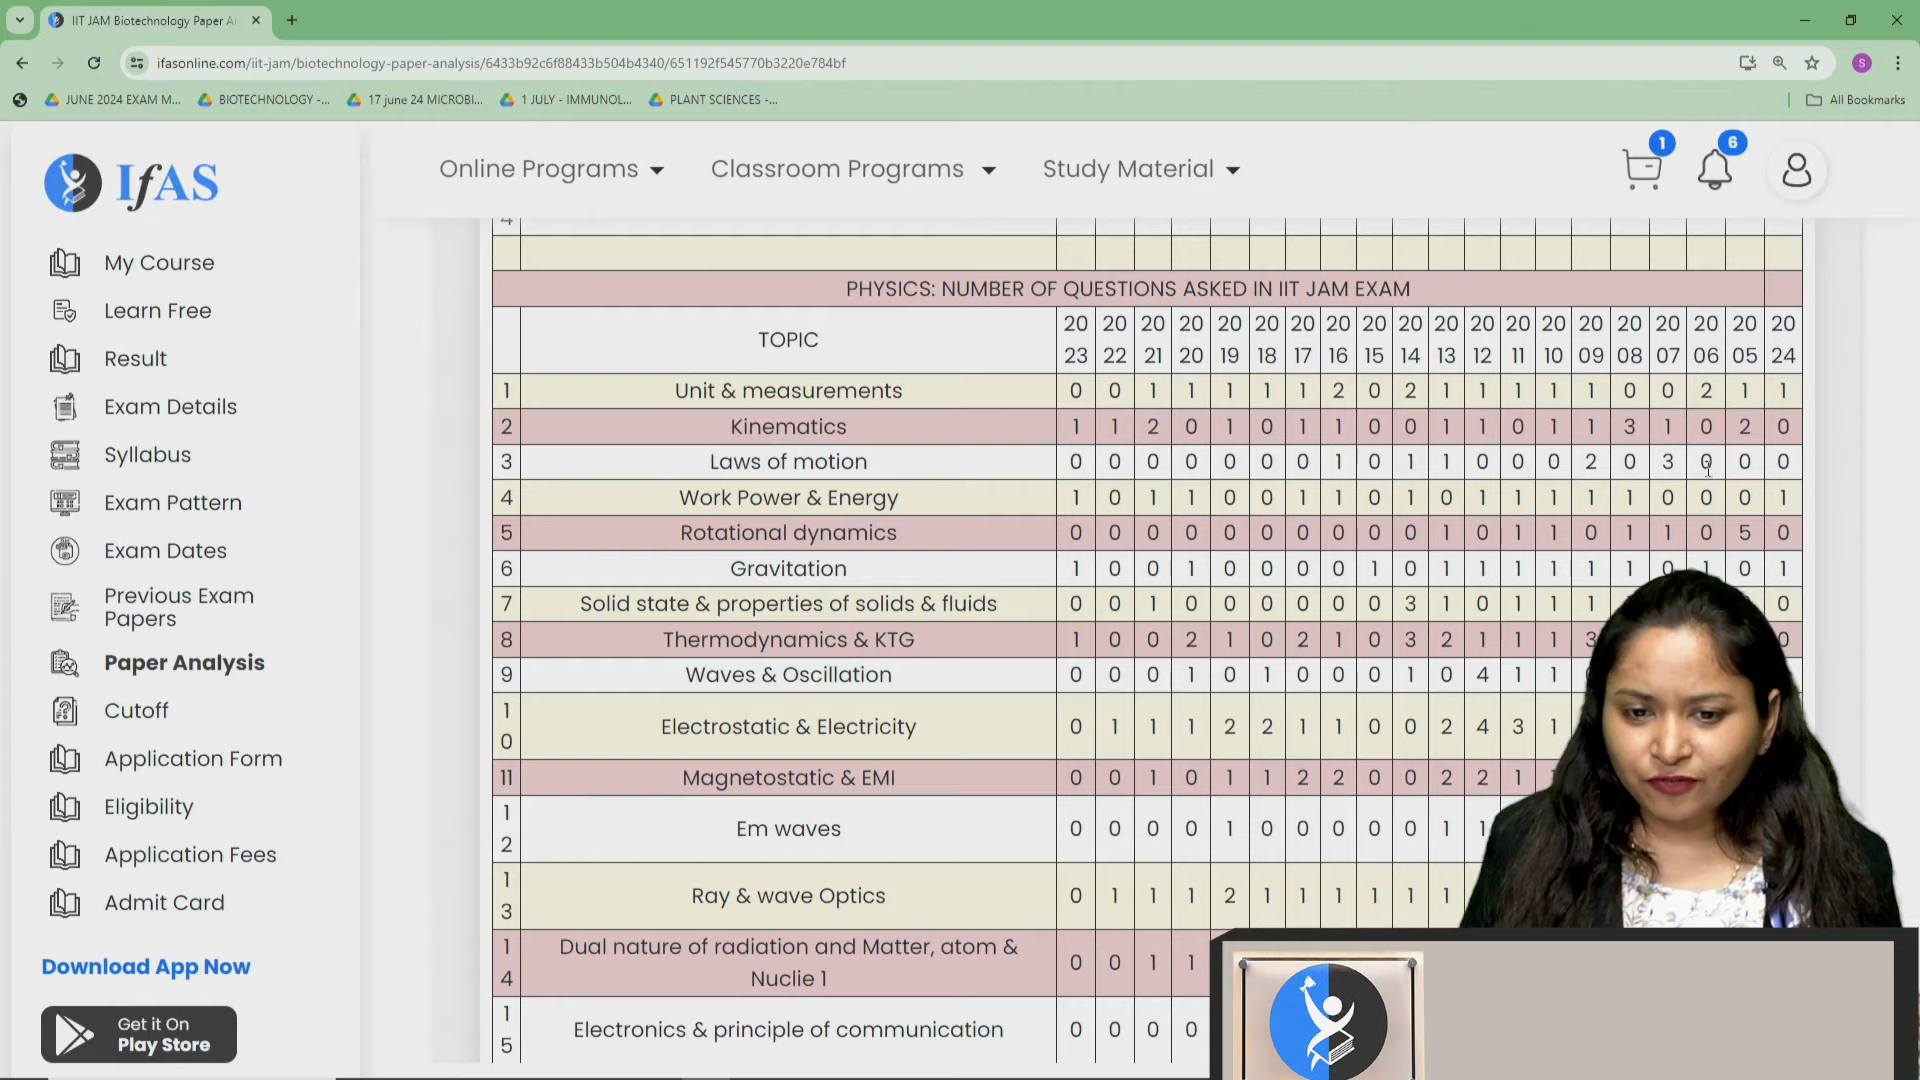 IIT JAM Biotechnology Paper A
ifasonline.com/iit-jam/biotechnology-paper-analysis/6433b92c6f88433b504b4340/651192f545770b3220e784bf
S
JUNE 2024 EXAM M... BIOTECHNOLOGY -... 17 june 24 MICROBI... 1 JULY - IMMUNOL... PLANT SCIENCES -... All Bookmarks
IfAS
Online Programs Classroom Programs Study Material 1 6
My Course
Learn Free
Result
Exam Details
Syllabus
Exam Pattern
Exam Dates
Previous Exam
Papers
Paper Analysis
Cutoff
Application Form
Eligibility
Application Fees
Admit Card
Download App Now
Get it On
Play Store
4
PHYSICS: NUMBER OF QUESTIONS ASKED IN IIT JAM EXAM
TOPIC 2023 2022 2021 2020 2019 2018 2017 2016 2015 2014 2013 2012 2011 2010 2009 2008 2007 2006 2005 2024
1 Unit & measurements 0 0 1 1 1 1 1 2 0 2 1 1 1 1 1 0 0 2 1 1
2 Kinematics 1 1 2 0 1 0 1 1 0 0 1 1 0 1 1 3 1 0 2 0
3 Laws of motion 0 0 0 0 0 0 0 1 0 1 1 0 0 0 2 0 3 0 0 0
4 Work Power & Energy 1 0 1 1 0 0 1 1 0 1 0 1 1 1 1 1 0 0 0 1
5 Rotational dynamics 0 0 0 0 0 0 0 0 0 0 1 0 1 1 0 1 1 0 5 0
6 Gravitation 1 0 0 1 0 0 0 0 1 0 1 1 1 1 1 1 0 1 0 1
7 Solid state & properties of solids & fluids 0 0 1 0 0 0 0 0 0 3 1 0 1 1 1 0
8 Thermodynamics & KTG 1 0 0 2 1 0 2 1 0 3 2 1 1 1 3 0
9 Waves & Oscillation 0 0 0 1 0 1 0 0 0 1 0 4 1 1
10 Electrostatic & Electricity 0 1 1 1 2 2 1 1 0 0 2 4 3 1
11 Magnetostatic & EMI 0 0 1 0 1 1 2 2 0 0 2 2 1
12 Em waves 0 0 0 0 1 0 0 0 0 0 1 1
13 Ray & wave Optics 0 1 1 1 2 1 1 1 1 1 1
14 Dual nature of radiation and Matter, atom &
Nuclie 1 0 0 1 1
15 Electronics & principle of communication 0 0 0 0